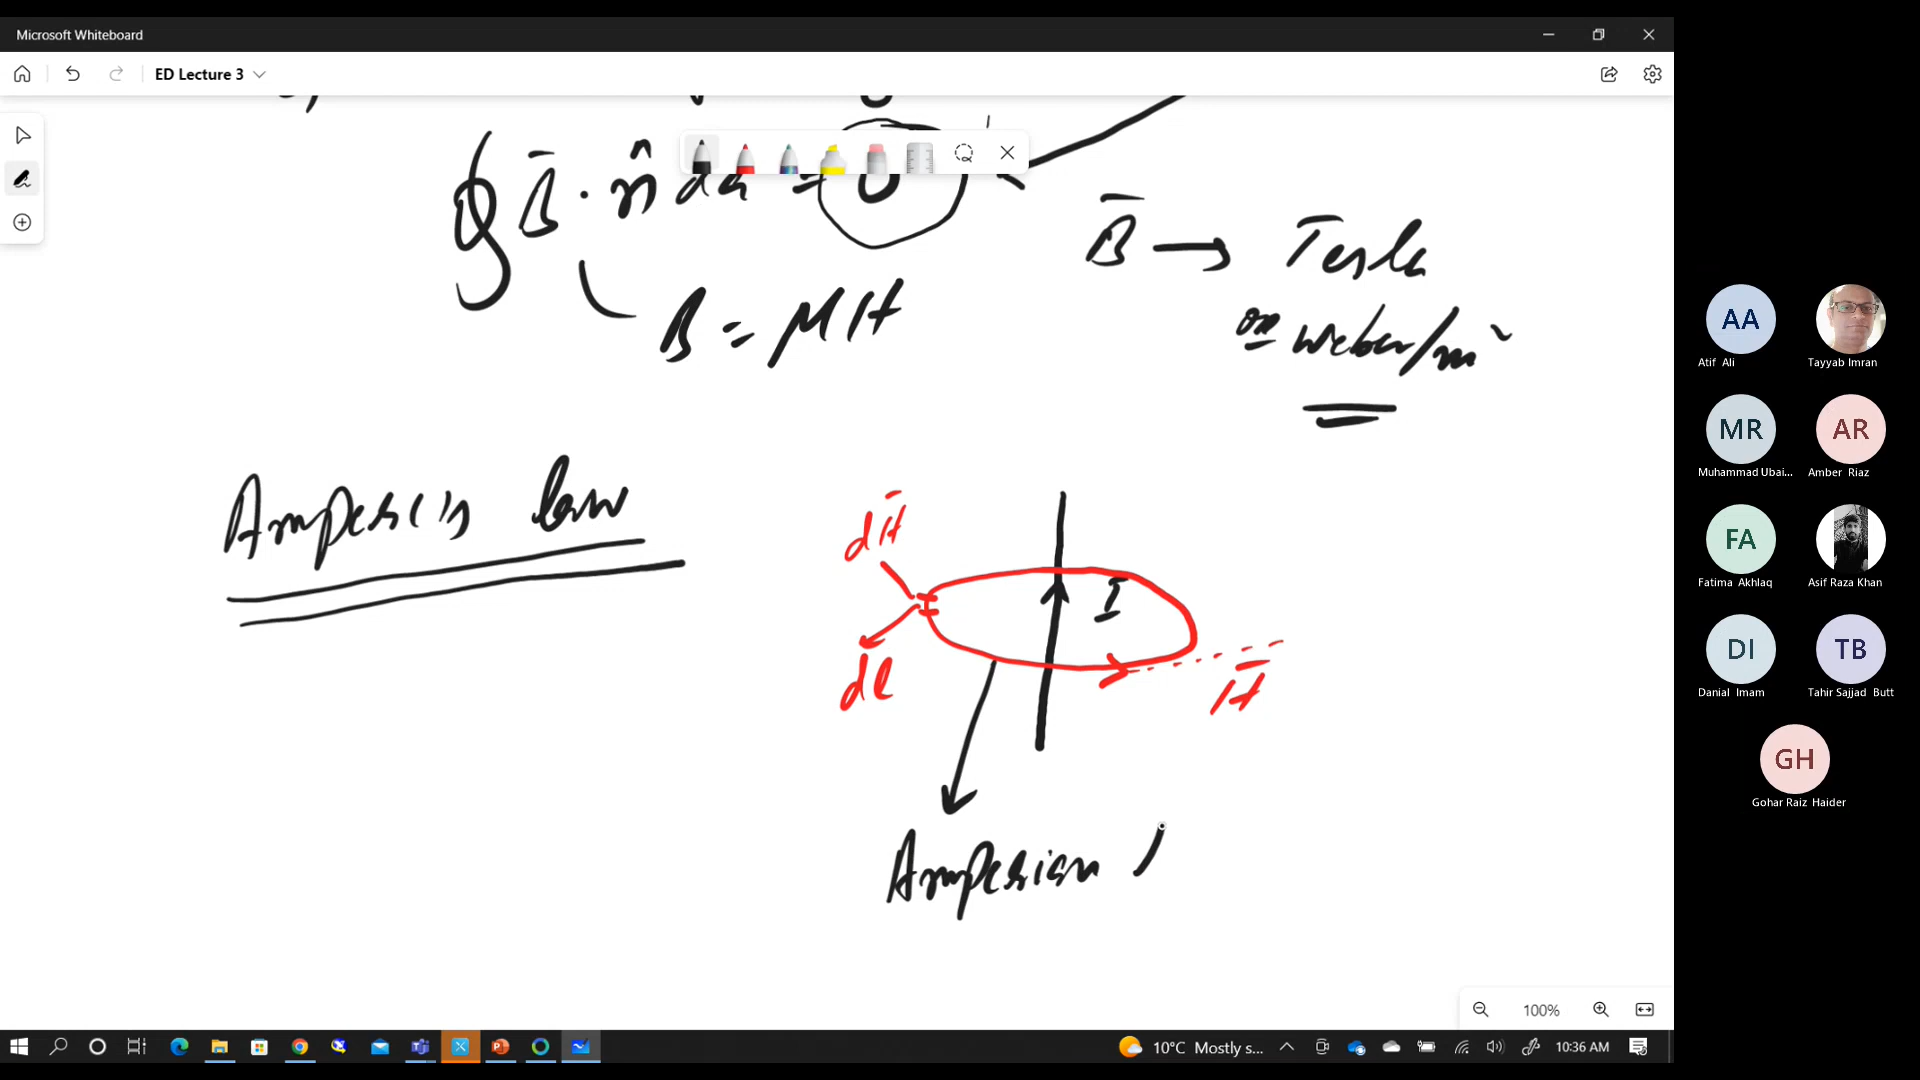 Microsoft Whiteboard
ED Lecture 3
∮ B̄ · n̂ da = 0
B = μH
B̄ → Tesla
or weber/m²
Ampere's law
dH̄
I
dl
H̄
Amperian
AA
Atif Ali
Tayyab Imran
MR
Muhammad Ubai...
AR
Amber Riaz
FA
Fatima Akhlaq
Asif Raza Khan
DI
Danial Imam
TB
Tahir Sajjad Butt
GH
Gohar Raiz Haider
100%
10°C Mostly s...
10:36 AM